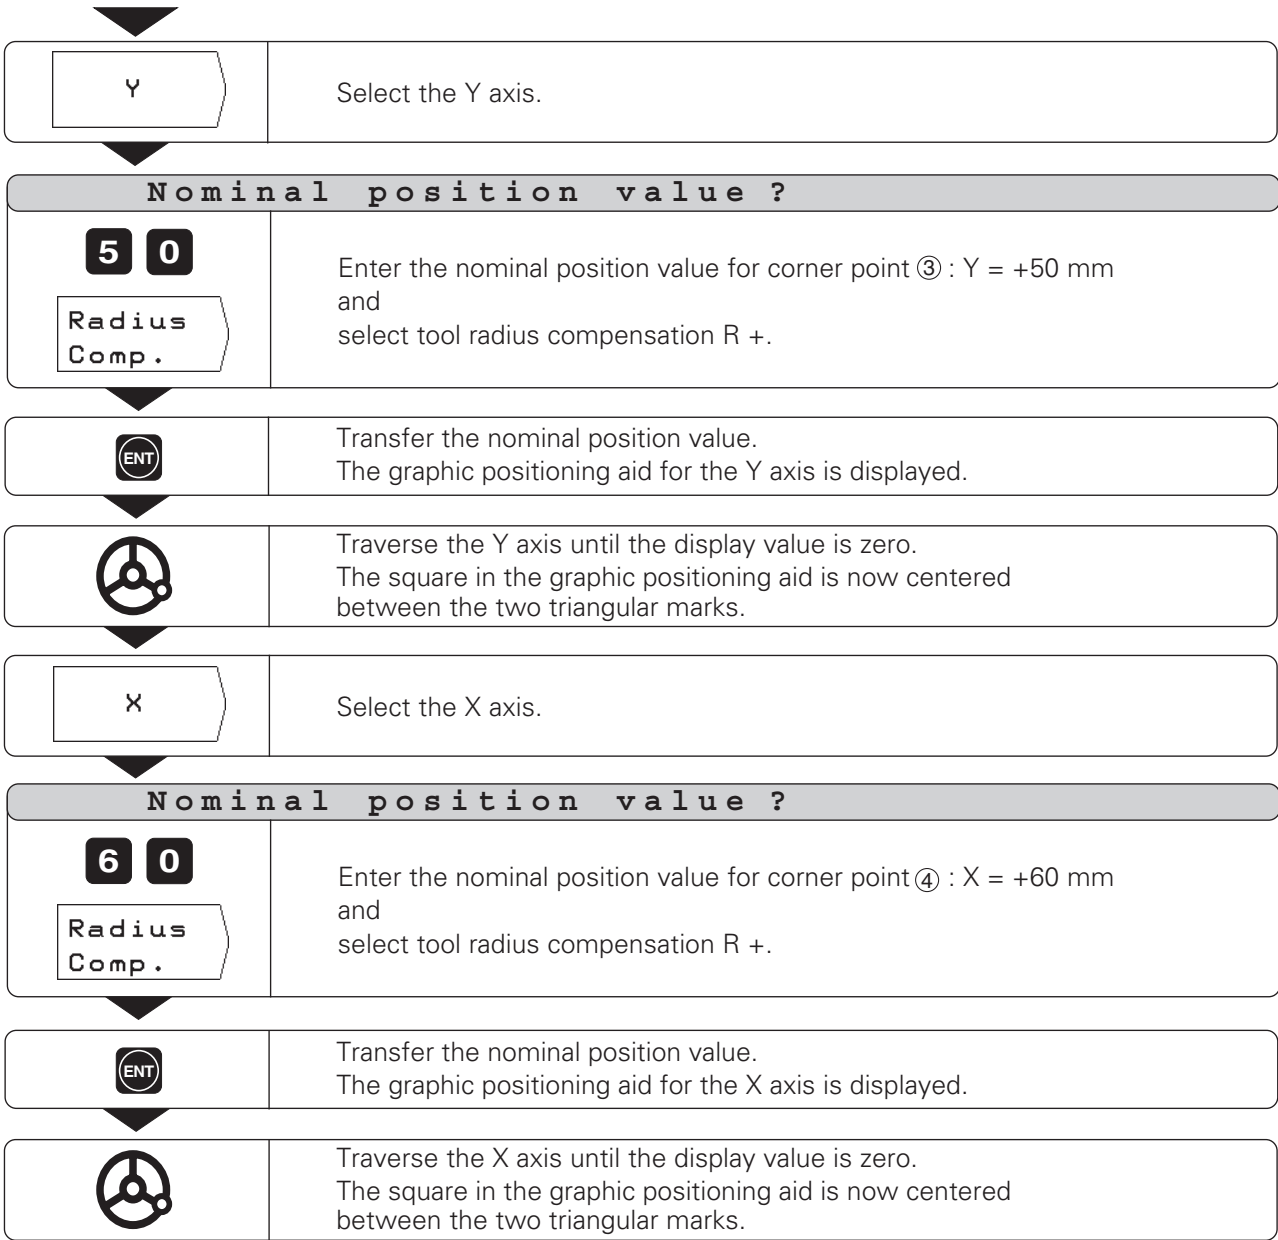 Y
Select the Y axis.
Nominal position value ?
5 0
Radius
Comp.
Enter the nominal position value for corner point ③ : Y = +50 mm
and
select tool radius compensation R +.
ENT
Transfer the nominal position value.
The graphic positioning aid for the Y axis is displayed.
Traverse the Y axis until the display value is zero.
The square in the graphic positioning aid is now centered
between the two triangular marks.
X
Select the X axis.
Nominal position value ?
6 0
Radius
Comp.
Enter the nominal position value for corner point ④ : X = +60 mm
and
select tool radius compensation R +.
ENT
Transfer the nominal position value.
The graphic positioning aid for the X axis is displayed.
Traverse the X axis until the display value is zero.
The square in the graphic positioning aid is now centered
between the two triangular marks.